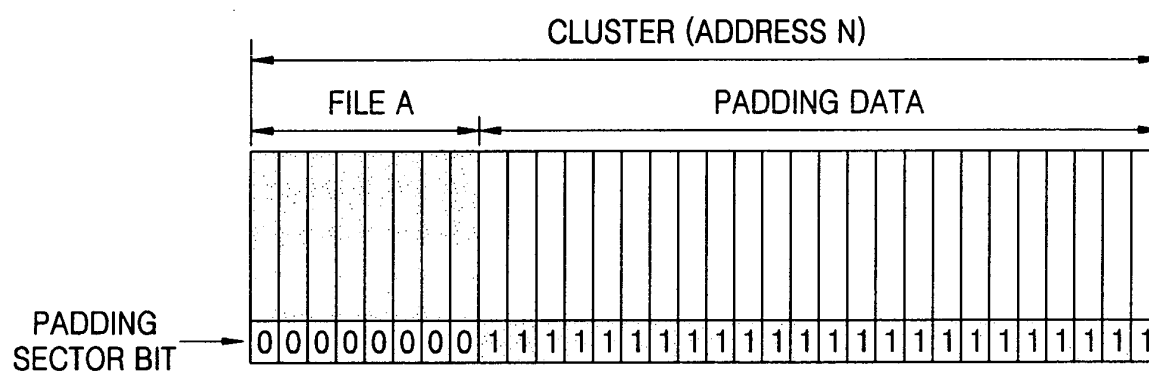 CLUSTER (ADDRESS N)
FILE A PADDING DATA
PADDING
SECTOR BIT
0 0 0 0 0 0 0 0 1 1 1 1 1 1 1 1 1 1 1 1 1 1 1 1 1 1 1 1 1 1 1 1